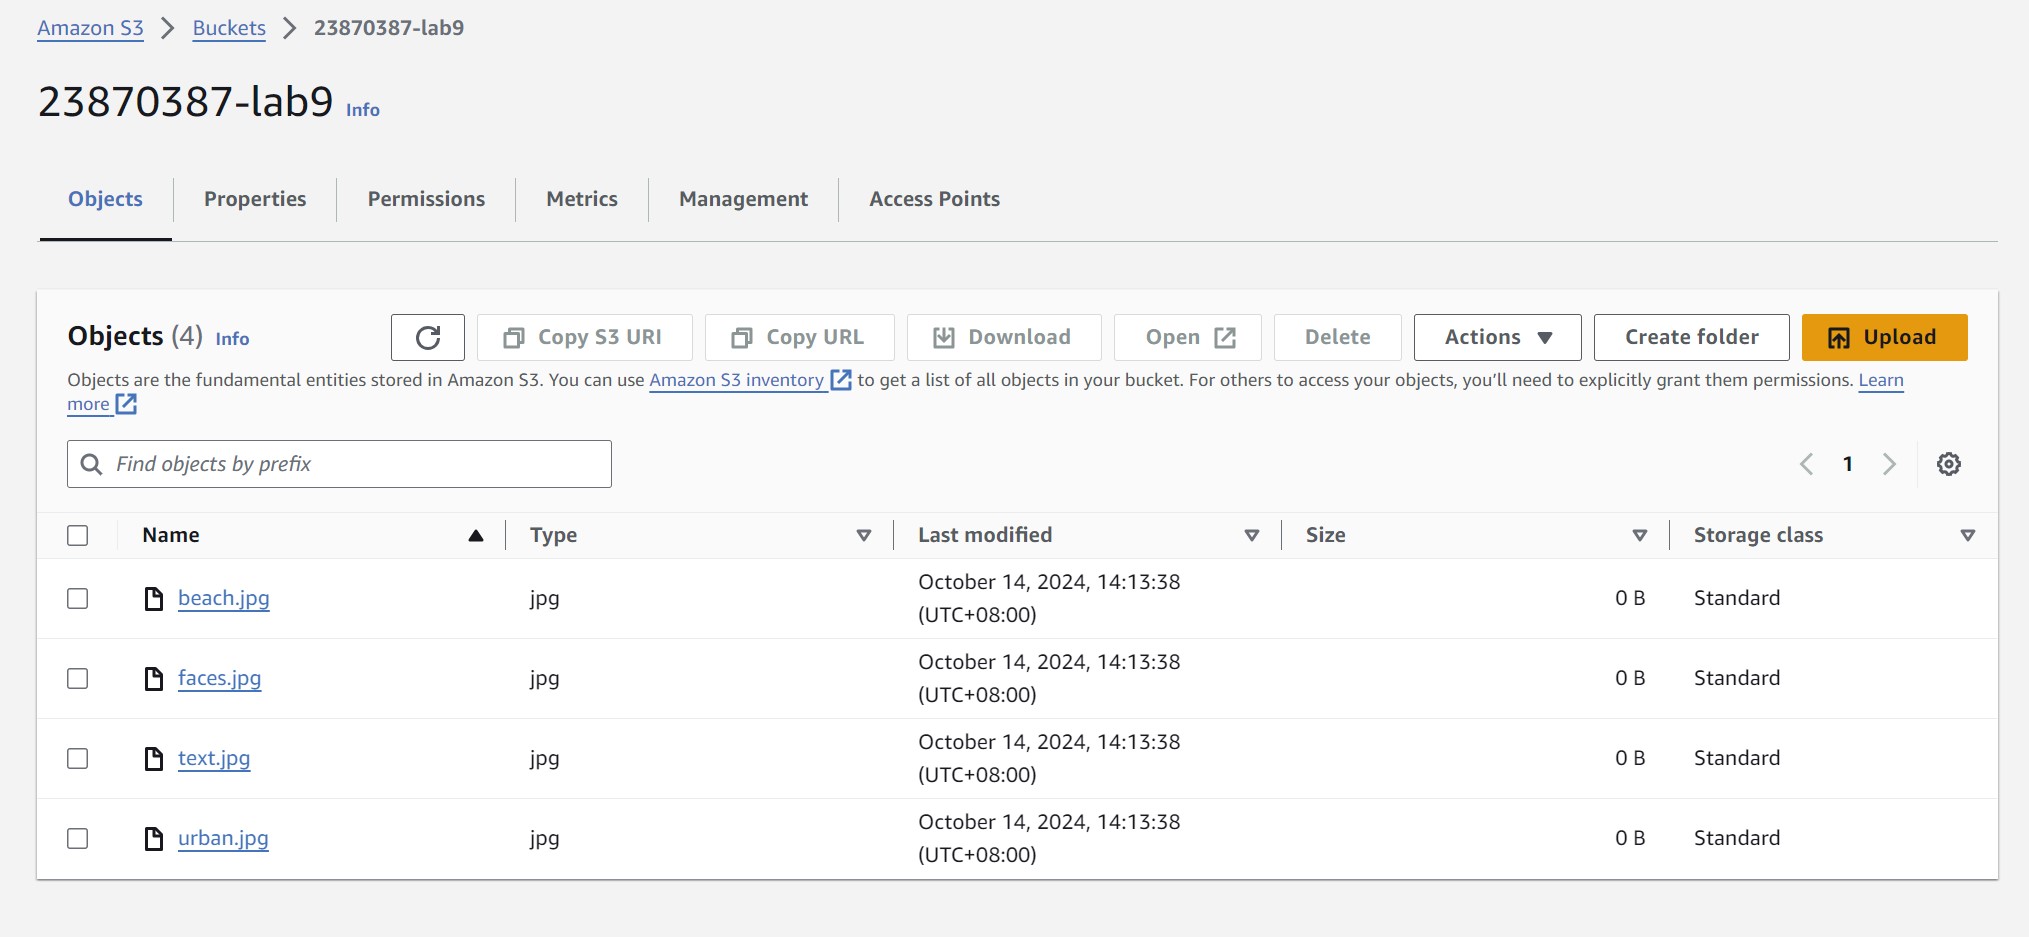 Amazon S3 > Buckets > 23870387-lab9
23870387-lab9 Info
Objects Properties Permissions Metrics Management Access Points
Objects (4) Info Copy S3 URI Copy URL Download Open Delete Actions Create folder Upload
Objects are the fundamental entities stored in Amazon S3. You can use Amazon S3 inventory to get a list of all objects in your bucket. For others to access your objects, you’ll need to explicitly grant them permissions. Learn
more
Find objects by prefix 1
Name Type Last modified Size Storage class
beach.jpg jpg October 14, 2024, 14:13:38 0 B Standard
(UTC+08:00)
faces.jpg jpg October 14, 2024, 14:13:38 0 B Standard
(UTC+08:00)
text.jpg jpg October 14, 2024, 14:13:38 0 B Standard
(UTC+08:00)
urban.jpg jpg October 14, 2024, 14:13:38 0 B Standard
(UTC+08:00)